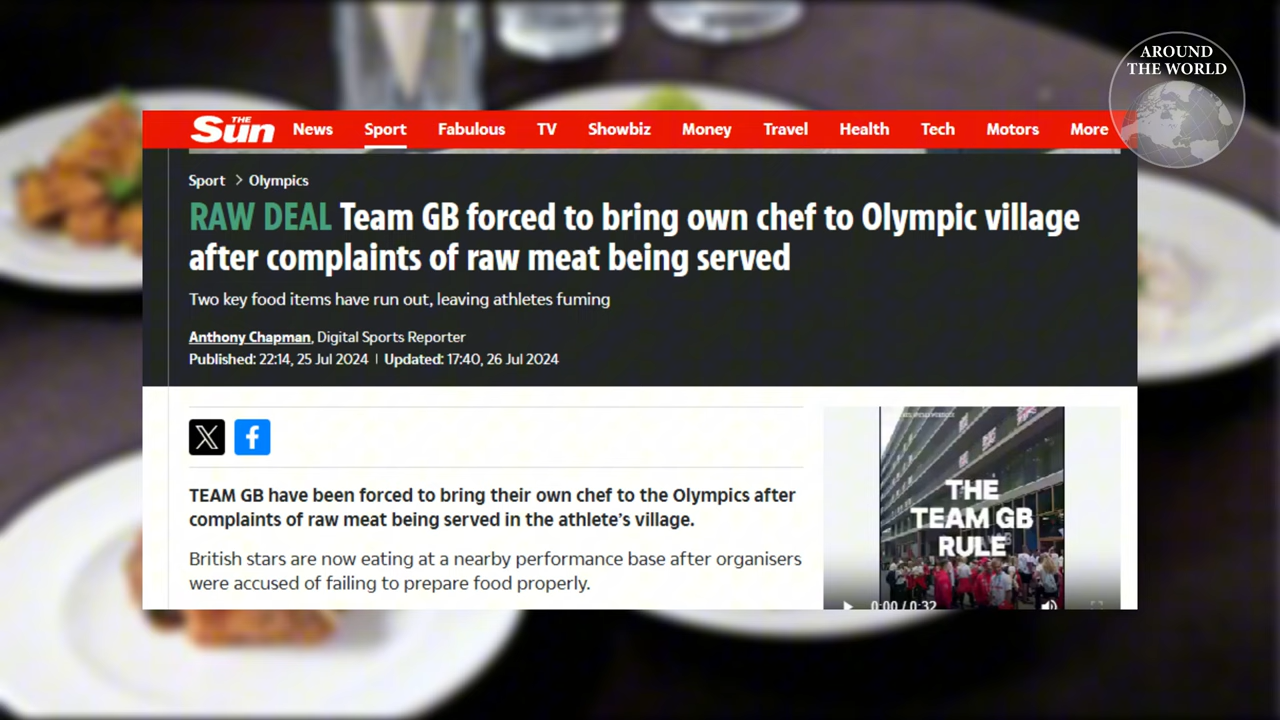 AROUND
THE WORLD
THE Sun News Sport Fabulous TV Showbiz Money Travel Health Tech Motors More
Sport > Olympics
RAW DEAL Team GB forced to bring own chef to Olympic village
after complaints of raw meat being served
Two key food items have run out, leaving athletes fuming
Anthony Chapman, Digital Sports Reporter
Published: 22:14, 25 Jul 2024 | Updated: 17:40, 26 Jul 2024
TEAM GB have been forced to bring their own chef to the Olympics after
complaints of raw meat being served in the athlete's village.
British stars are now eating at a nearby performance base after organisers
were accused of failing to prepare food properly.
THE
TEAM GB
RULE
0:00 / 0:32